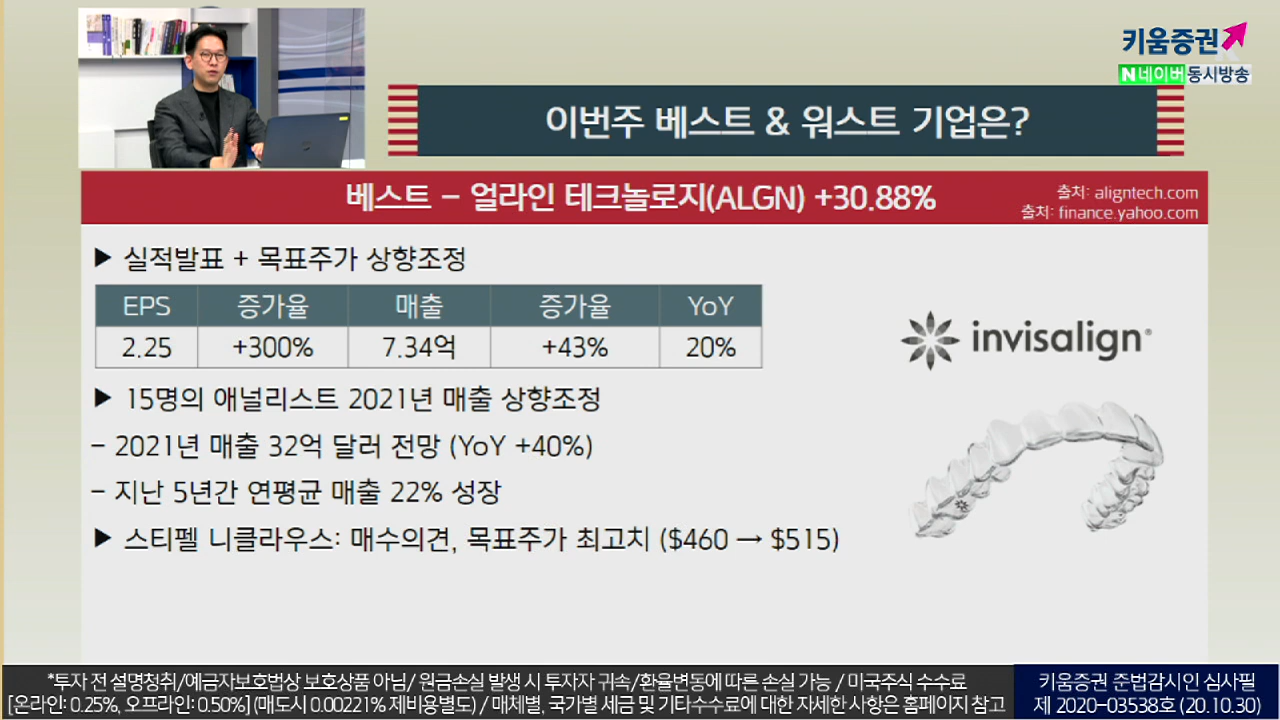 키움증권
N 네이버 동시방송
이번주 베스트 & 워스트 기업은?
베스트 - 얼라인 테크놀로지(ALGN) +30.88%
출처: aligntech.com
출처: finance.yahoo.com
▶ 실적발표 + 목표주가 상향조정
EPS 증가율 매출 증가율 YoY
2.25 +300% 7.34억 +43% 20%
invisalign®
▶ 15명의 애널리스트 2021년 매출 상향조정
- 2021년 매출 32억 달러 전망 (YoY +40%)
- 지난 5년간 연평균 매출 22% 성장
▶ 스티펠 니클라우스: 매수의견, 목표주가 최고치 ($460 → $515)
*투자 전 설명청취/예금자보호법상 보호상품 아님/ 원금손실 발생 시 투자자 귀속/환율변동에 따른 손실 가능 / 미국주식 수수료
[온라인: 0.25%, 오프라인: 0.50%] (매도시 0.00221% 제비용별도) / 매체별, 국가별 세금 및 기타수수료에 대한 자세한 사항은 홈페이지 참고
키움증권 준법감시인 심사필
제 2020-03538호 (20.10.30)